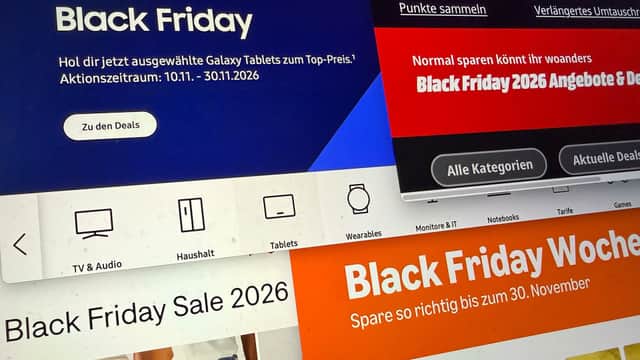 Black Friday
Hol dir jetzt ausgewählte Galaxy Tablets zum Top-Preis.¹
Aktionszeitraum: 10.11. - 30.11.2026
Zu den Deals
TV & Audio
Haushalt
Tablets
Wearables
Monitore & IT
Notebooks
Tarife
Games
Punkte sammeln
Verlängertes Umtausch
Normal sparen könnt ihr woanders
Black Friday 2026 Angebote & De
Alle Kategorien
Aktuelle Deals
Black Friday Sale 2026
Black Friday Woche
Spare so richtig bis zum 30. November